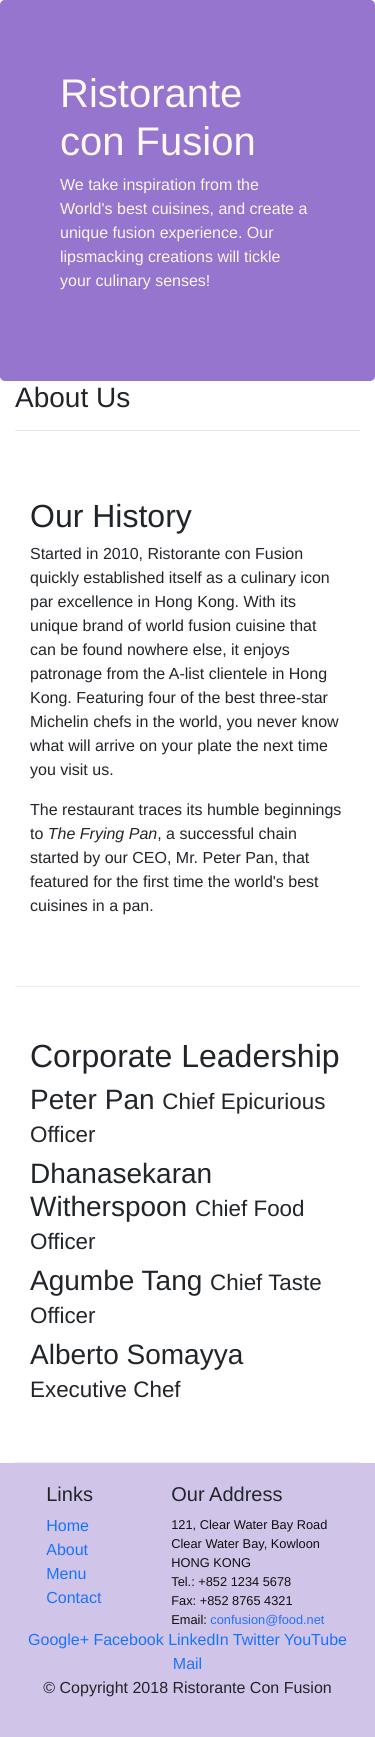 Ristorante
con Fusion
We take inspiration from the
World's best cuisines, and create a
unique fusion experience. Our
lipsmacking creations will tickle
your culinary senses!
About Us
Our History
Started in 2010, Ristorante con Fusion
quickly established itself as a culinary icon
par excellence in Hong Kong. With its
unique brand of world fusion cuisine that
can be found nowhere else, it enjoys
patronage from the A-list clientele in Hong
Kong. Featuring four of the best three-star
Michelin chefs in the world, you never know
what will arrive on your plate the next time
you visit us.
The restaurant traces its humble beginnings
to The Frying Pan, a successful chain
started by our CEO, Mr. Peter Pan, that
featured for the first time the world's best
cuisines in a pan.
Corporate Leadership
Peter Pan Chief Epicurious
Officer
Dhanasekaran
Witherspoon Chief Food
Officer
Agumbe Tang Chief Taste
Officer
Alberto Somayya
Executive Chef
Links
Home
About
Menu
Contact
Our Address
121, Clear Water Bay Road
Clear Water Bay, Kowloon
HONG KONG
Tel.: +852 1234 5678
Fax: +852 8765 4321
Email: confusion@food.net
Google+ Facebook LinkedIn Twitter YouTube
Mail
© Copyright 2018 Ristorante Con Fusion